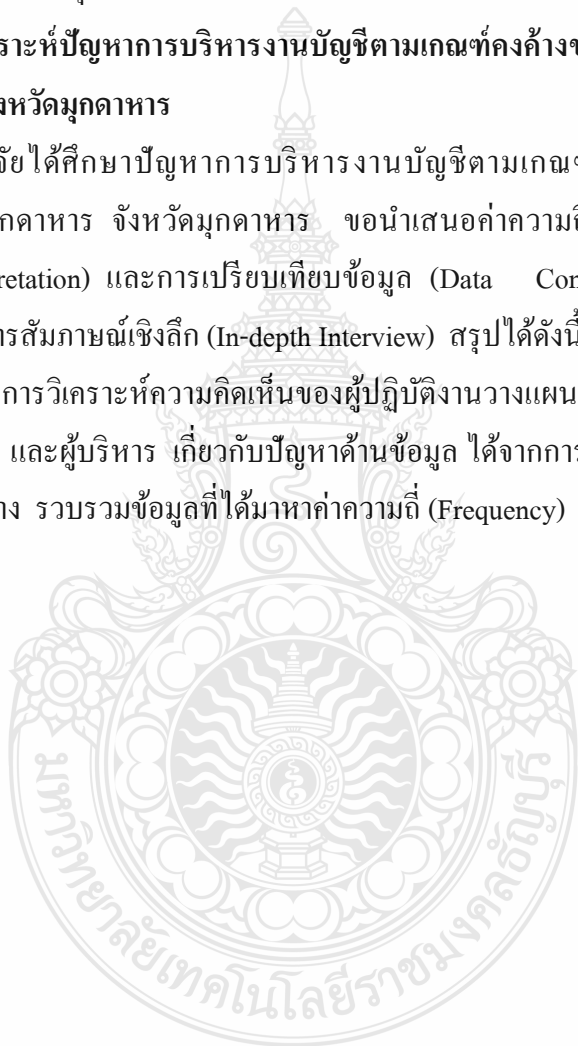 ราะห์ปัญหาการบริหารงานบัญชีตามเกณฑ์คงค้างข
งหวัดมุกดาหาร
จัยได้ศึกษาปัญหาการบริหารงานบัญชีตามเกณฑ
กดาหาร จังหวัดมุกดาหาร ขอนำเสนอค่าความถี
retation) และการเปรียบเทียบข้อมูล (Data Con
ารสัมภาษณ์เชิงลึก (In-depth Interview) สรุปได้ดังนี้
การวิเคราะห์ความคิดเห็นของผู้ปฏิบัติงานวางแผน
และผู้บริหาร เกี่ยวกับปัญหาด้านข้อมูล ได้จากการ
าง รวบรวมข้อมูลที่ได้มาหาค่าความถี่ (Frequency)
มหาวิทยาลัยเทคโนโลยีราชมงคลธัญบุรี